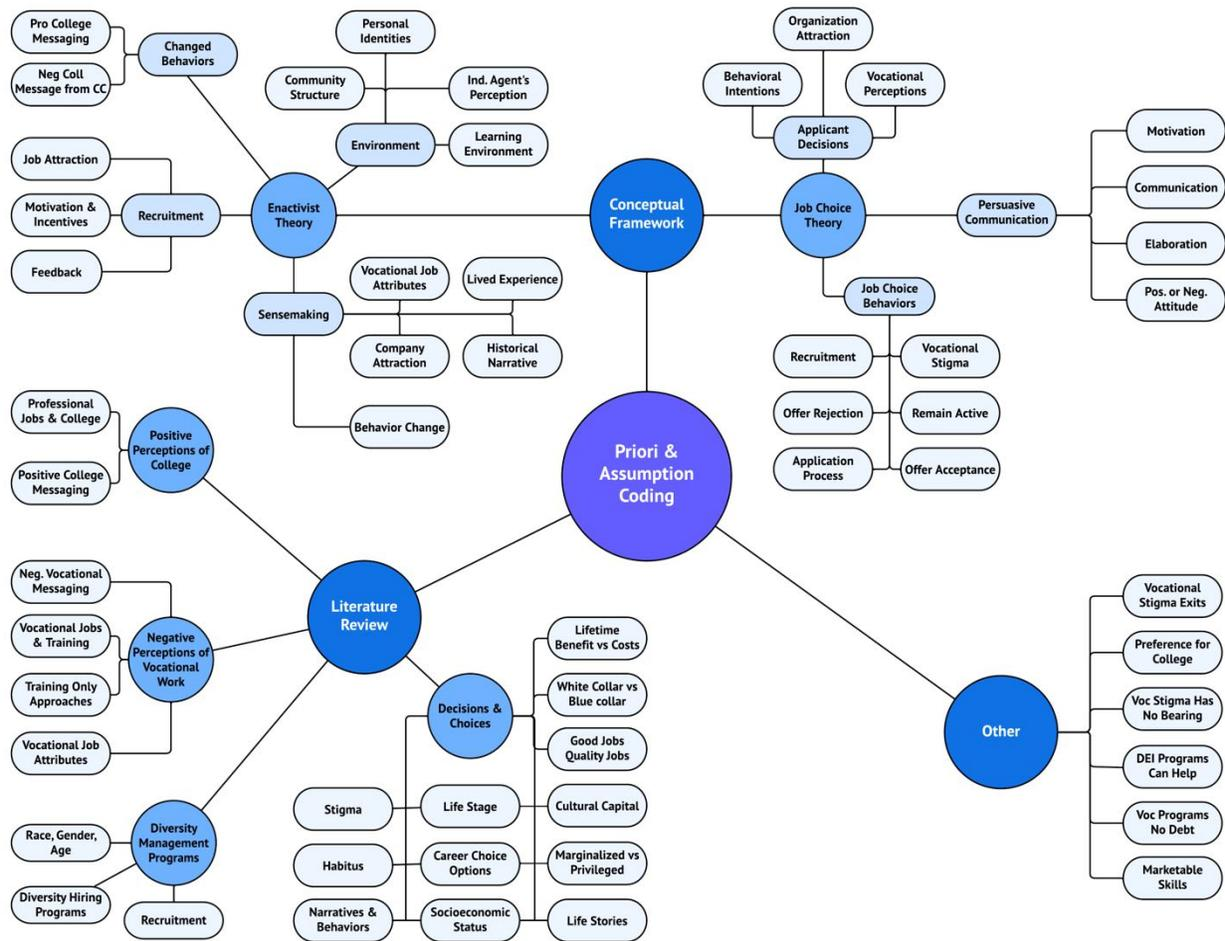 Pro College
Messaging
Neg Coll
Message from CC
Changed
Behaviors
Personal
Identities
Community
Structure
Ind. Agent's
Perception
Environment
Learning
Environment
Job Attraction
Motivation &
Incentives
Feedback
Recruitment
Enactivist
Theory
Sensemaking
Vocational Job
Attributes
Lived Experience
Company
Attraction
Historical
Narrative
Behavior Change
Conceptual
Framework
Organization
Attraction
Behavioral
Intentions
Vocational
Perceptions
Applicant
Decisions
Job Choice
Theory
Persuasive
Communication
Motivation
Communication
Elaboration
Pos. or Neg.
Attitude
Job Choice
Behaviors
Recruitment
Vocational
Stigma
Offer Rejection
Remain Active
Application
Process
Offer Acceptance
Priori &
Assumption
Coding
Professional
Jobs & College
Positive College
Messaging
Positive
Perceptions of
College
Neg. Vocational
Messaging
Vocational Jobs
& Training
Training Only
Approaches
Vocational Job
Attributes
Negative
Perceptions of
Vocational
Work
Literature
Review
Decisions &
Choices
Lifetime
Benefit vs Costs
White Collar vs
Blue collar
Good Jobs
Quality Jobs
Stigma
Life Stage
Cultural Capital
Habitus
Career Choice
Options
Marginalized vs
Privileged
Narratives &
Behaviors
Socioeconomic
Status
Life Stories
Race, Gender,
Age
Diversity Hiring
Programs
Diversity
Management
Programs
Recruitment
Other
Vocational
Stigma Exits
Preference for
College
Voc Stigma Has
No Bearing
DEI Programs
Can Help
Voc Programs
No Debt
Marketable
Skills